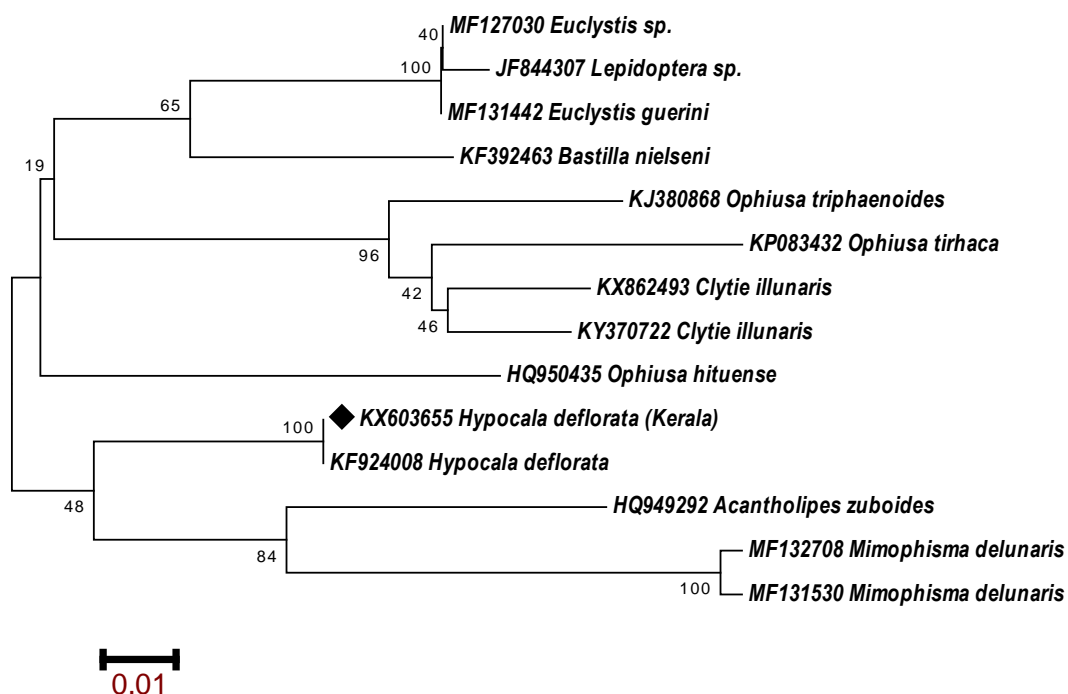 MF127030 Euclystis sp.
40
JF844307 Lepidoptera sp.
100
MF131442 Euclystis guerini
65
KF392463 Bastilla nielseni
19
KJ380868 Ophiusa triphaenoides
KP083432 Ophiusa tirhaca
96
KX862493 Clytie illunaris
42
KY370722 Clytie illunaris
46
HQ950435 Ophiusa hituense
KX603655 Hypocala deflorata (Kerala)
100
KF924008 Hypocala deflorata
48
HQ949292 Acantholipes zuboides
84
MF132708 Mimophisma delunaris
100
MF131530 Mimophisma delunaris
0.01